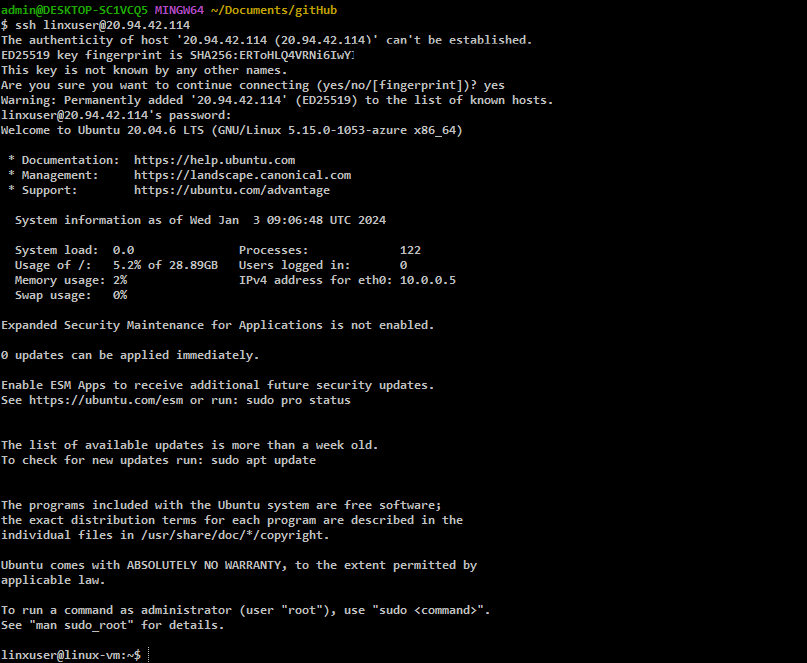 admin@DESKTOP-SC1VCQ5 MINGW64 ~/Documents/gitHub
$ ssh linxuser@20.94.42.114
The authenticity of host '20.94.42.114 (20.94.42.114)' can't be established.
ED25519 key fingerprint is SHA256:ERToHLQ4VRNi6IwY
This key is not known by any other names.
Are you sure you want to continue connecting (yes/no/[fingerprint])? yes
Warning: Permanently added '20.94.42.114' (ED25519) to the list of known hosts.
linxuser@20.94.42.114's password:
Welcome to Ubuntu 20.04.6 LTS (GNU/Linux 5.15.0-1053-azure x86_64)

 * Documentation:  https://help.ubuntu.com
 * Management:     https://landscape.canonical.com
 * Support:        https://ubuntu.com/advantage

  System information as of Wed Jan  3 09:06:48 UTC 2024

  System load:  0.0               Processes:             122
  Usage of /:   5.2% of 28.89GB   Users logged in:       0
  Memory usage: 2%                IPv4 address for eth0: 10.0.0.5
  Swap usage:   0%

Expanded Security Maintenance for Applications is not enabled.

0 updates can be applied immediately.

Enable ESM Apps to receive additional future security updates.
See https://ubuntu.com/esm or run: sudo pro status


The list of available updates is more than a week old.
To check for new updates run: sudo apt update


The programs included with the Ubuntu system are free software;
the exact distribution terms for each program are described in the
individual files in /usr/share/doc/*/copyright.

Ubuntu comes with ABSOLUTELY NO WARRANTY, to the extent permitted by
applicable law.

To run a command as administrator (user "root"), use "sudo <command>".
See "man sudo_root" for details.

linxuser@linux-vm:~$